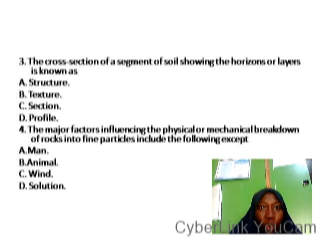 3. The cross-section of a segment of soil showing the horizons or layers
is known as
A. Structure.
B. Texture.
C. Section.
D. Profile.
4. The major factors influencing the physical or mechanical breakdown
of rocks into fine particles include the following except
A.Man.
B.Animal.
C. Wind.
D. Solution.
CyberLink YouCam